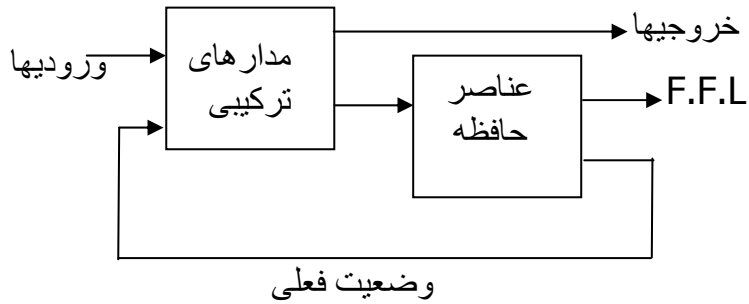 خروجیها
ورودیها
مدارهای
ترکیبی
عناصر
حافظه
F.F.L
وضعیت فعلی